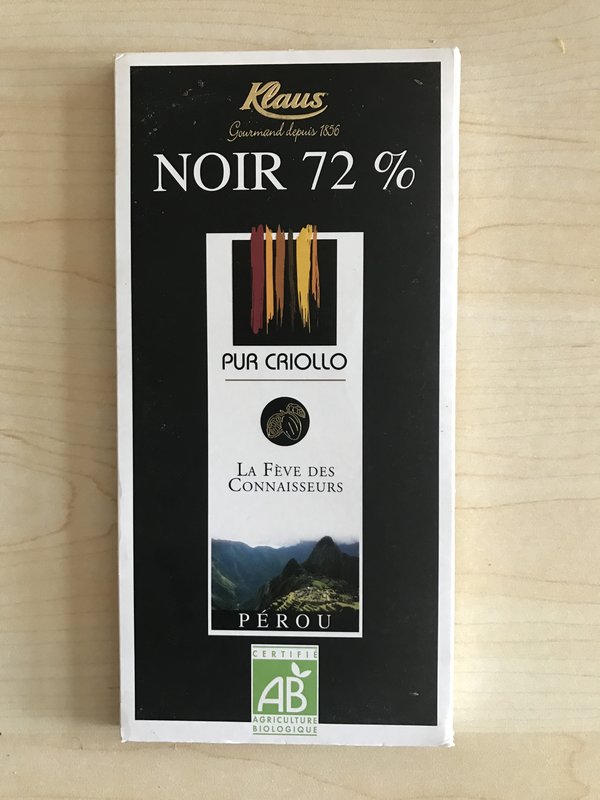 Klaus
Gourmand depuis 1856
NOIR 72 %
PUR CRIOLLO
LA FÈVE DES
CONNAISSEURS
PÉROU
CERTIFIÉ
AB
AGRICULTURE
BIOLOGIQUE